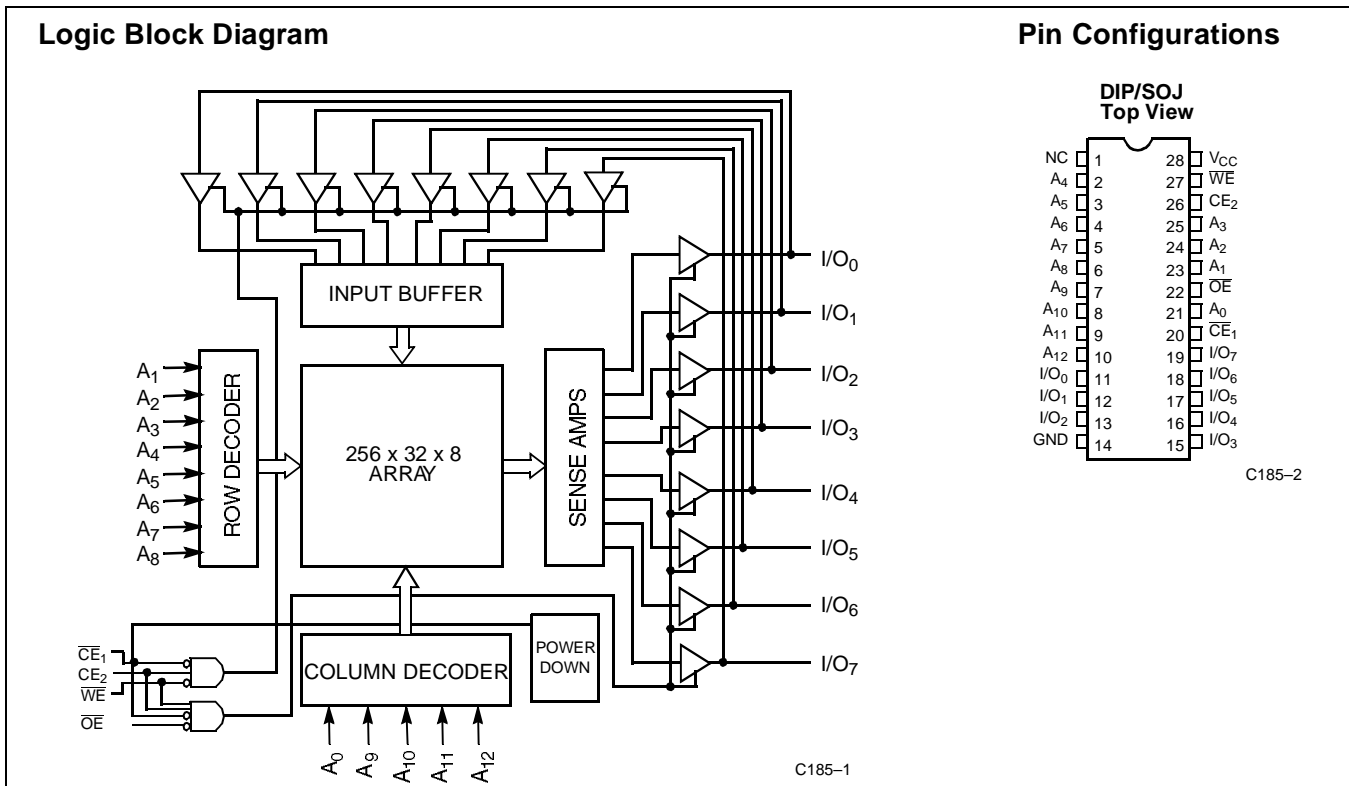 Logic Block Diagram
Pin Configurations
DIP/SOJ
Top View
INPUT BUFFER
I/O0
I/O1
I/O2
I/O3
I/O4
I/O5
I/O6
I/O7
A1
A2
A3
A4
A5
A6
A7
A8
ROW DECODER
256 x 32 x 8
ARRAY
SENSE AMPS
CE1
CE2
WE
OE
COLUMN DECODER
POWER
DOWN
A0
A9
A10
A11
A12
C185–1
NC 1 28 VCC
A4 2 27 WE
A5 3 26 CE2
A6 4 25 A3
A7 5 24 A2
A8 6 23 A1
A9 7 22 OE
A10 8 21 A0
A11 9 20 CE1
A12 10 19 I/O7
I/O0 11 18 I/O6
I/O1 12 17 I/O5
I/O2 13 16 I/O4
GND 14 15 I/O3
C185–2